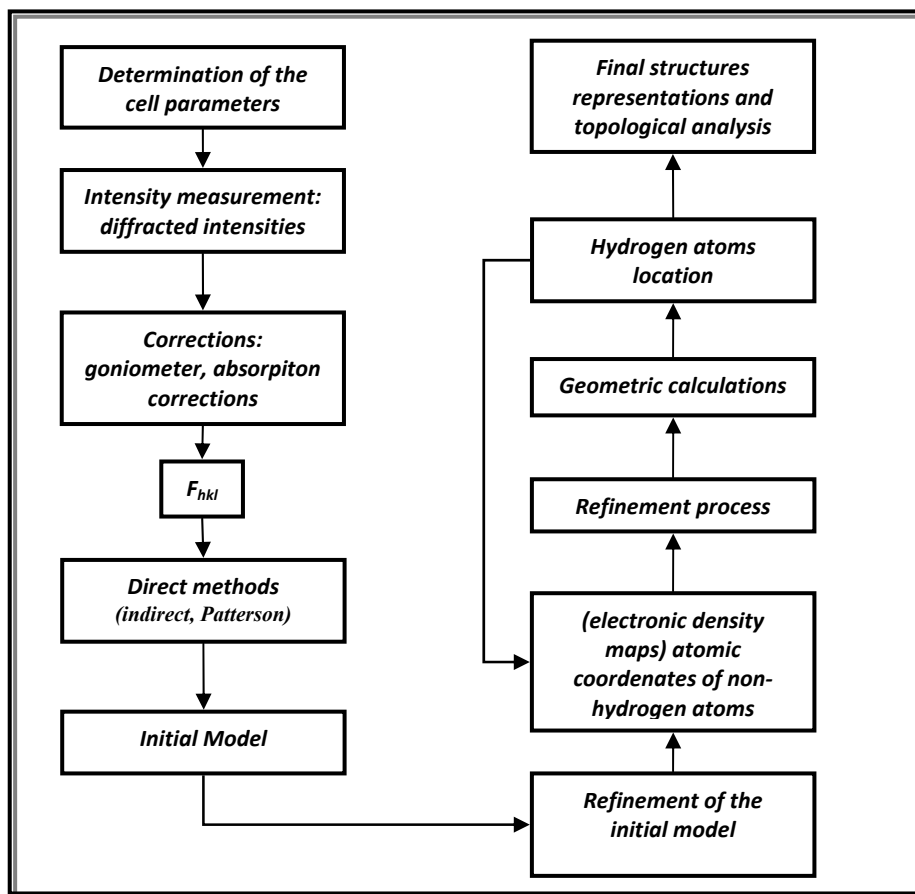 Determination of the
cell parameters
Intensity measurement:
diffracted intensities
Corrections:
goniometer, absorpiton
corrections
Fhkl
Direct methods
(indirect, Patterson)
Initial Model
Final structures
representations and
topological analysis
Hydrogen atoms
location
Geometric calculations
Refinement process
(electronic density
maps) atomic
coordenates of non-
hydrogen atoms
Refinement of the
initial model